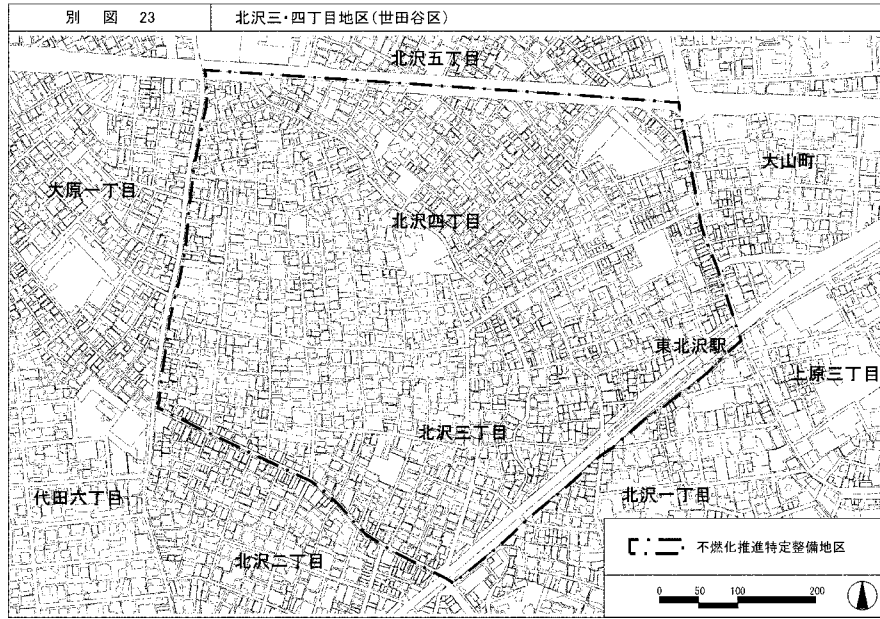 別 図 23
北沢三・四丁目地区(世田谷区)
北沢五丁目
大山町
大原一丁目
北沢四丁目
東北沢駅
上原三丁目
北沢三丁目
代田六丁目
北沢一丁目
北沢二丁目
不燃化推進特定整備地区
0 50 100 200